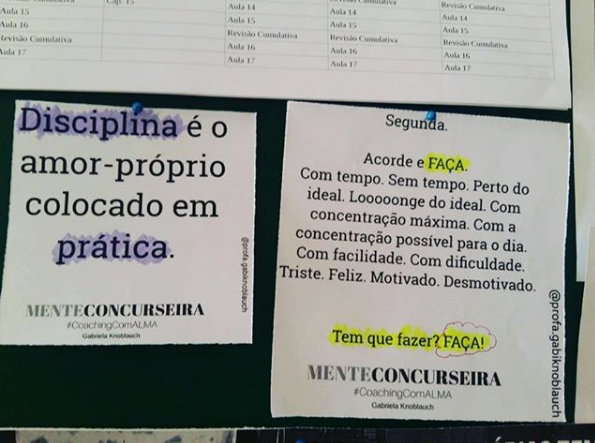 Aula 15
Aula 16
Revisão Cumulativa
Aula 17
Cap. 15
Aula 14
Aula 15
Revisão Cumulativa
Aula 16
Aula 17
Revisão Cumulativa
Aula 14
Aula 15
Revisão Cumulativa
Aula 16
Aula 17
Revisão Cumulativa
Aula 14
Aula 15
Revisão Cumulativa
Aula 16
Aula 17
Disciplina é o
amor-próprio
colocado em
prática.
@profa.gabiknoblauch
MENTECONCURSEIRA
#CoachingComALMA
Gabriela Knoblauch
Segunda.
Acorde e FAÇA.
Com tempo. Sem tempo. Perto do
ideal. Looooonge do ideal. Com
concentração máxima. Com a
concentração possível para o dia.
Com facilidade. Com dificuldade.
Triste. Feliz. Motivado. Desmotivado.
Tem que fazer? FAÇA!
@profa.gabiknoblauch
MENTECONCURSEIRA
#CoachingComALMA
Gabriela Knoblauch